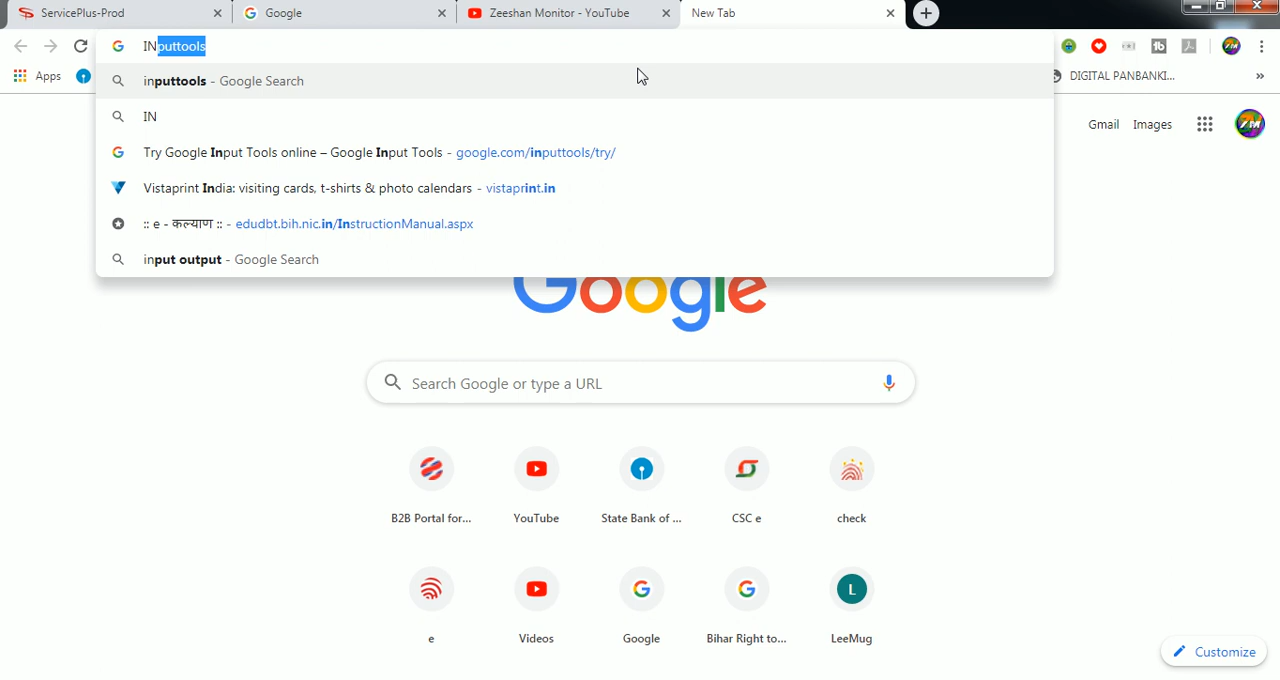 ServicePlus-Prod
Google
Zeeshan Monitor - YouTube
New Tab
INputtools
Apps
DIGITAL PANBANKI...
inputtools - Google Search
IN
Try Google Input Tools online – Google Input Tools - google.com/inputtools/try/
Vistaprint India: visiting cards, t-shirts & photo calendars - vistaprint.in
:: e - कल्याण :: - edudbt.bih.nic.in/InstructionManual.aspx
input output - Google Search
Gmail Images
Google
Search Google or type a URL
B2B Portal for...
YouTube
State Bank of ...
CSC e
check
e
Videos
Google
Bihar Right to...
L
LeeMug
Customize